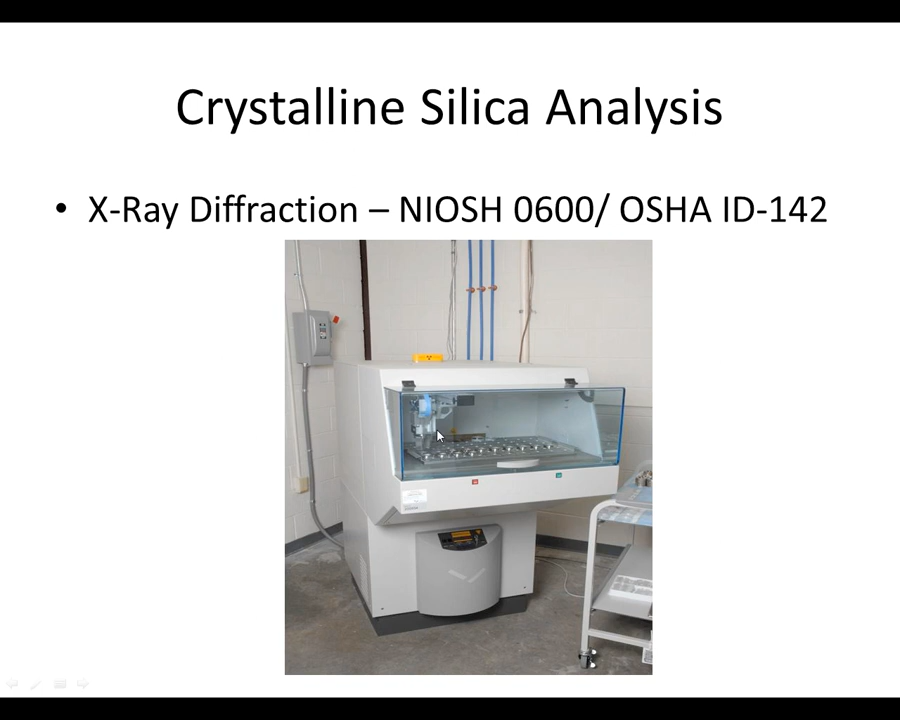 Crystalline Silica Analysis
• X-Ray Diffraction – NIOSH 0600/ OSHA ID-142